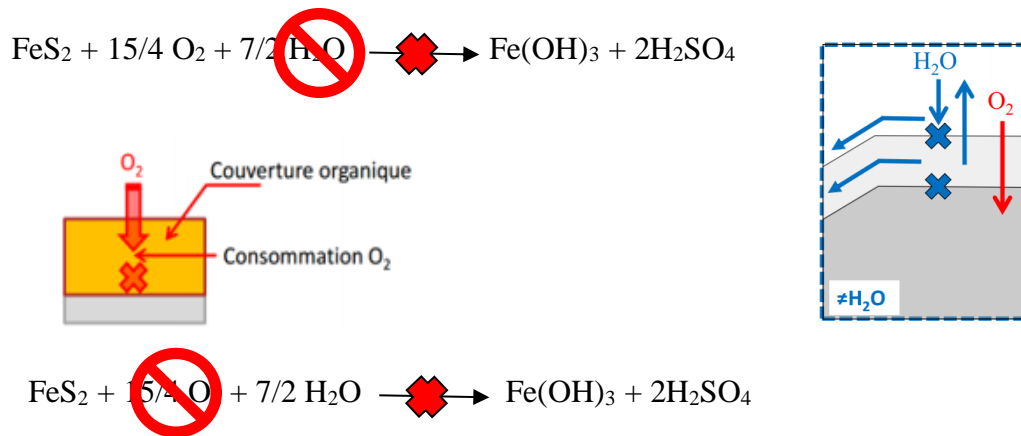 FeS₂ + 15/4 O₂ + 7/2 H₂O → Fe(OH)₃ + 2H₂SO₄
H₂O
O₂
O₂
Couverture organique
Consommation O₂
≠H₂O
FeS₂ + 15/4 O₂ + 7/2 H₂O → Fe(OH)₃ + 2H₂SO₄